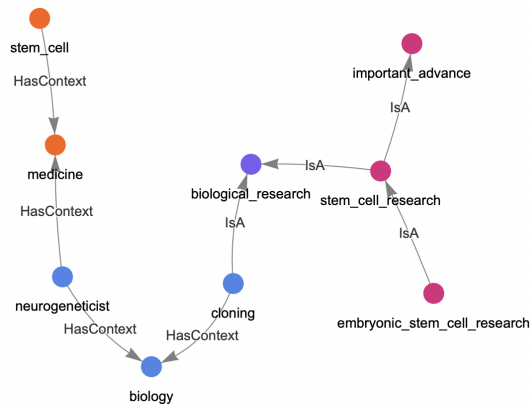 stem_cell
important_advance
HasContext
IsA
medicine
IsA
biological_research
stem_cell_research
HasContext
IsA
IsA
neurogeneticist
cloning
embryonic_stem_cell_research
HasContext
HasContext
biology